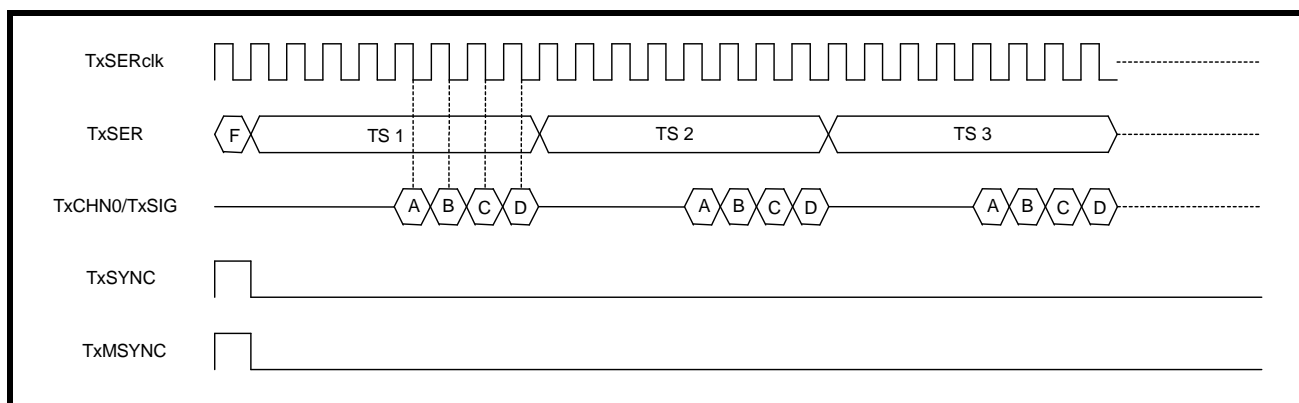 TxSERclk
TxSER
F TS 1 TS 2 TS 3
TxCHN0/TxSIG
A B C D A B C D A B C D
TxSYNC
TxMSYNC